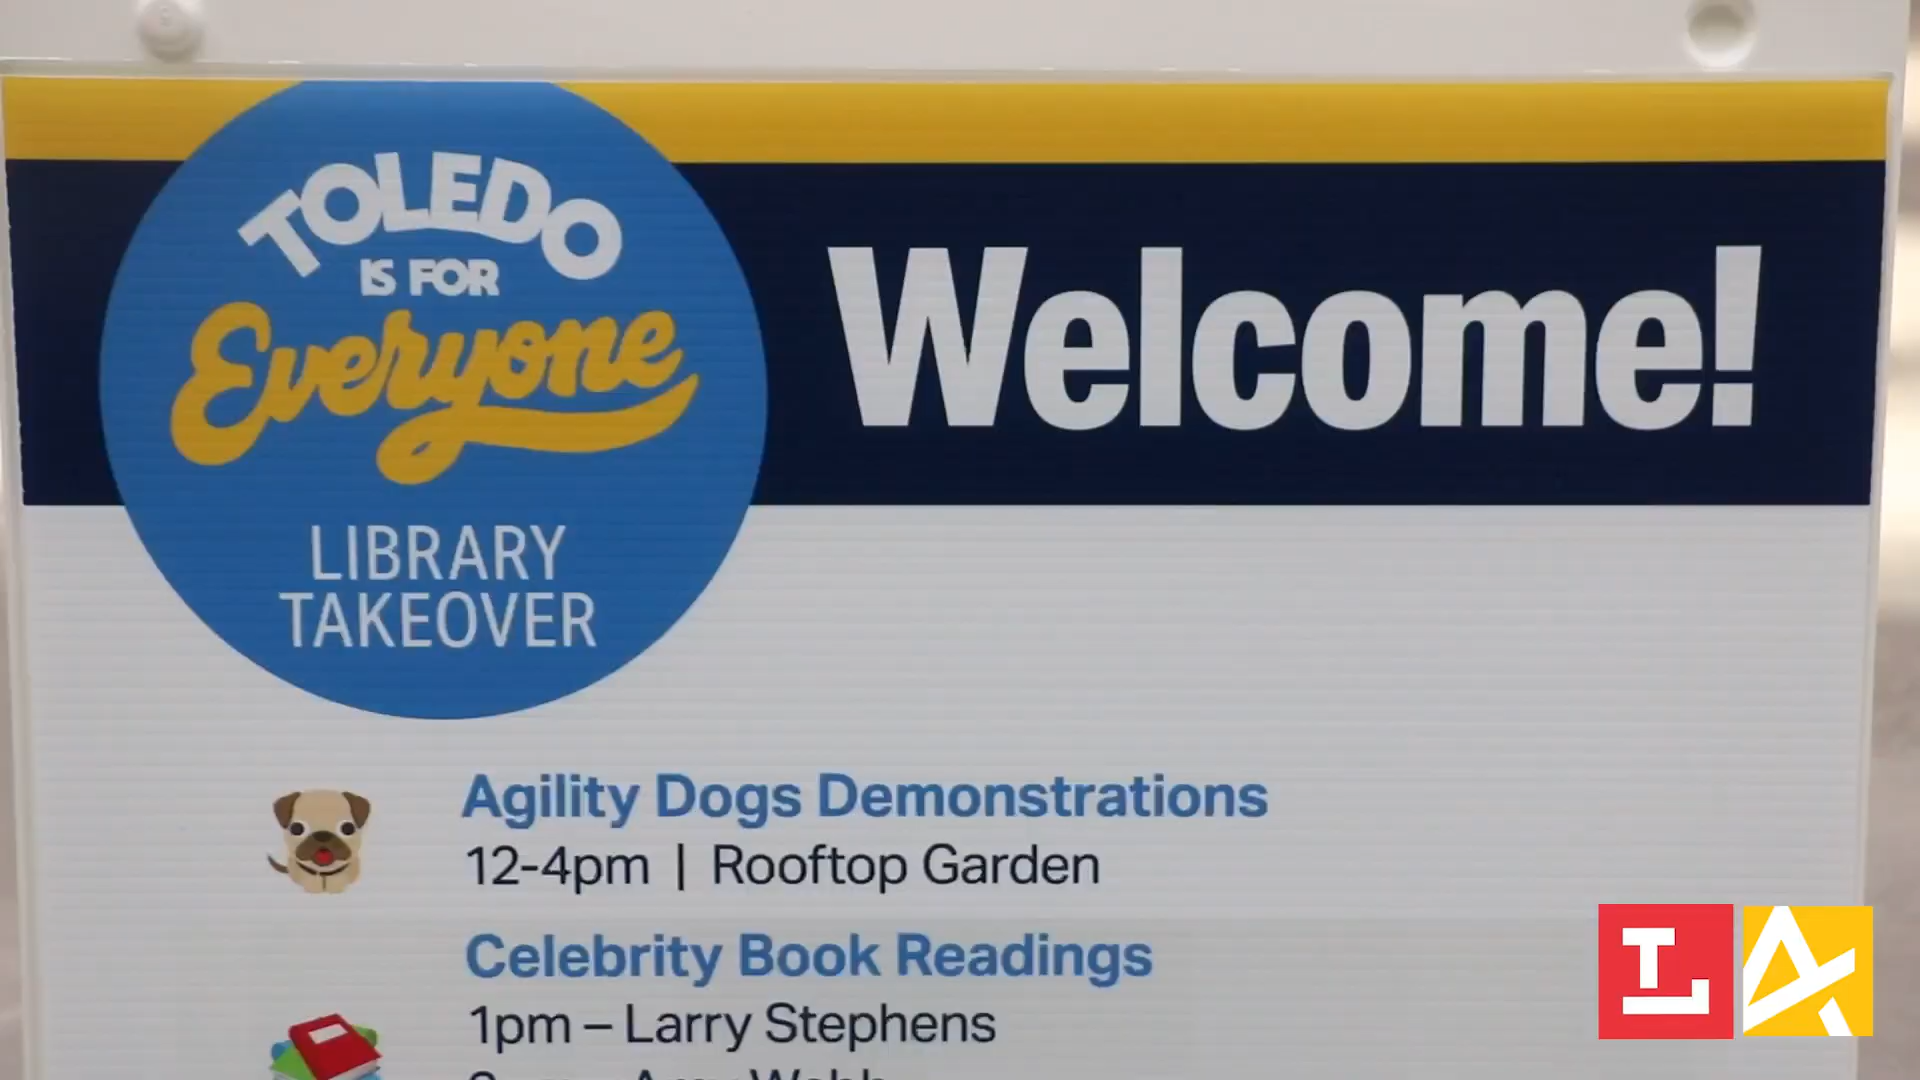 TOLEDO
IS FOR
Everyone
LIBRARY
TAKEOVER
Welcome!
Agility Dogs Demonstrations
12-4pm | Rooftop Garden
Celebrity Book Readings
1pm – Larry Stephens